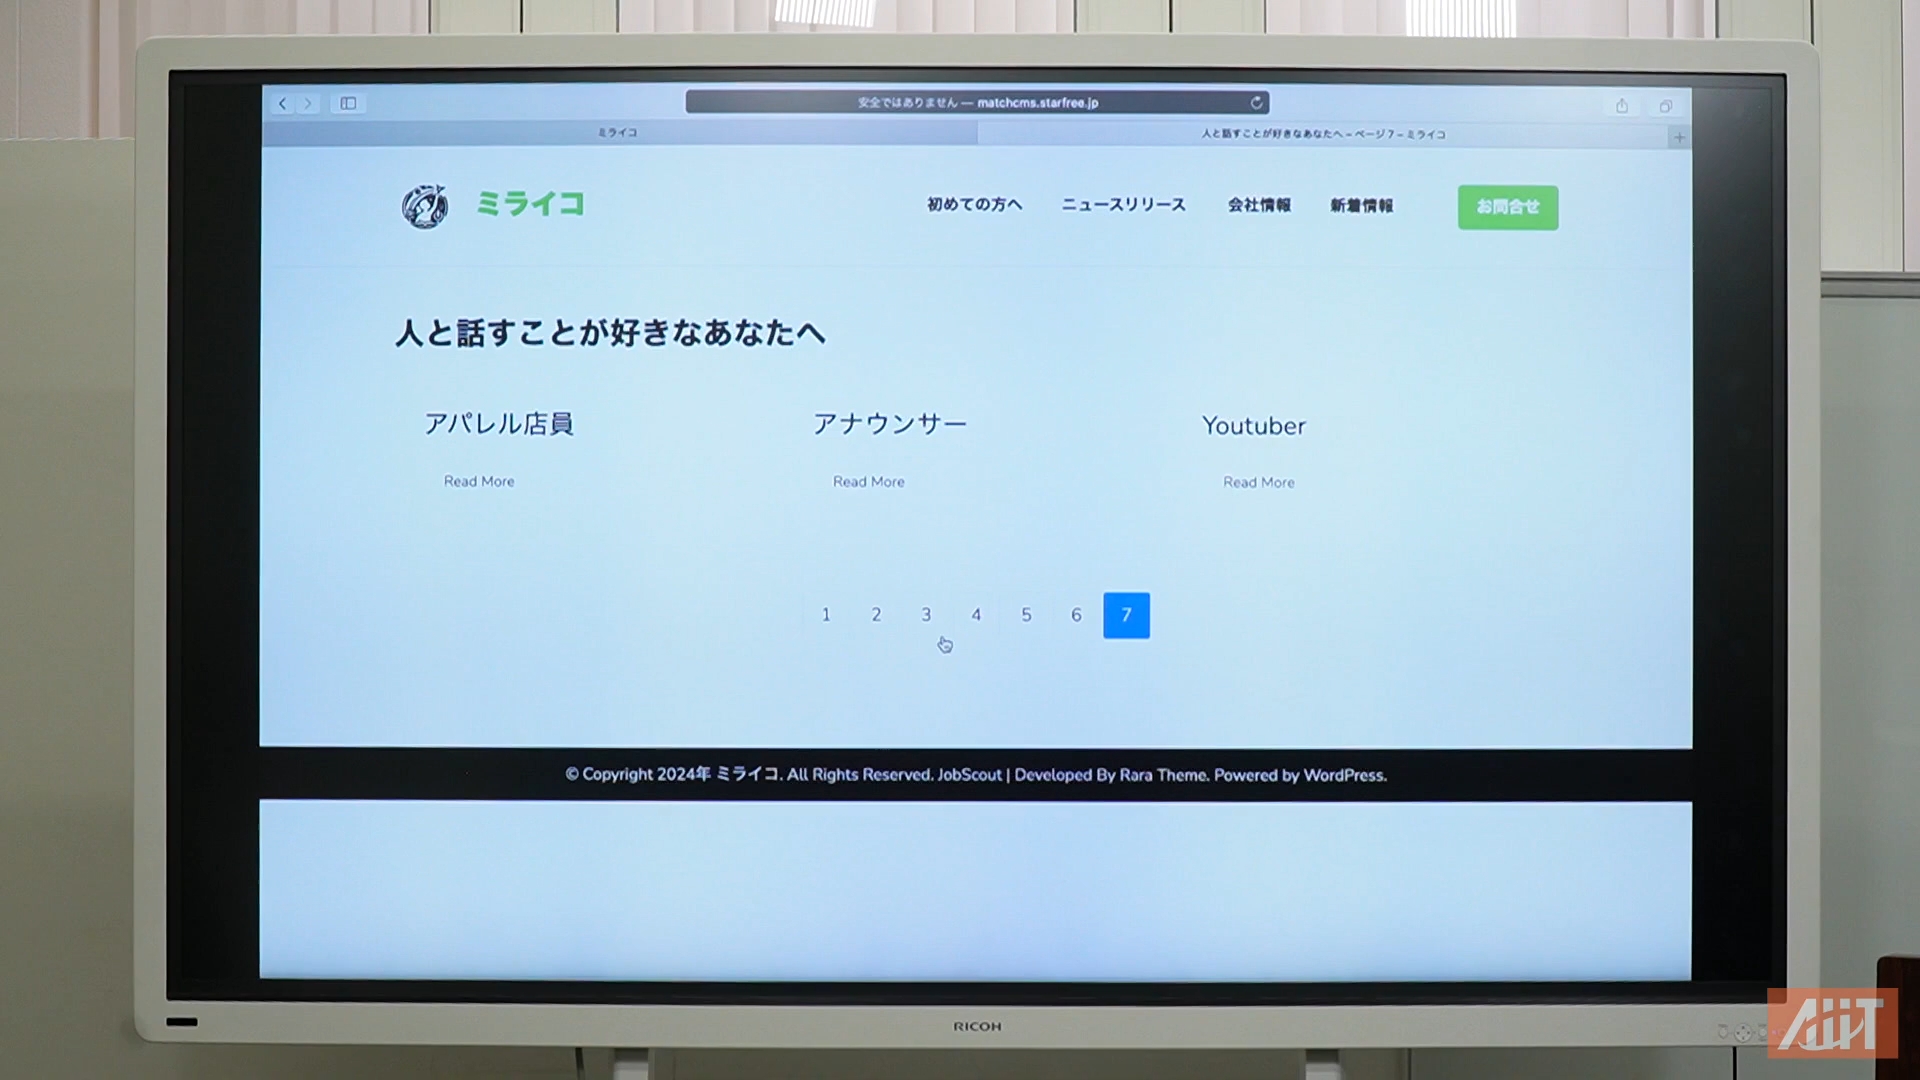 安全ではありません — matchcms.starfree.jp
ミライコ
人と話すことが好きなあなたへ – ページ 7 – ミライコ
ミライコ
初めての方へ
ニュースリリース
会社情報
新着情報
お問合せ
人と話すことが好きなあなたへ
アパレル店員
アナウンサー
Youtuber
Read More
Read More
Read More
1 2 3 4 5 6 7
© Copyright 2024年 ミライコ. All Rights Reserved. JobScout | Developed By Rara Theme. Powered by WordPress.
RICOH
AIIT